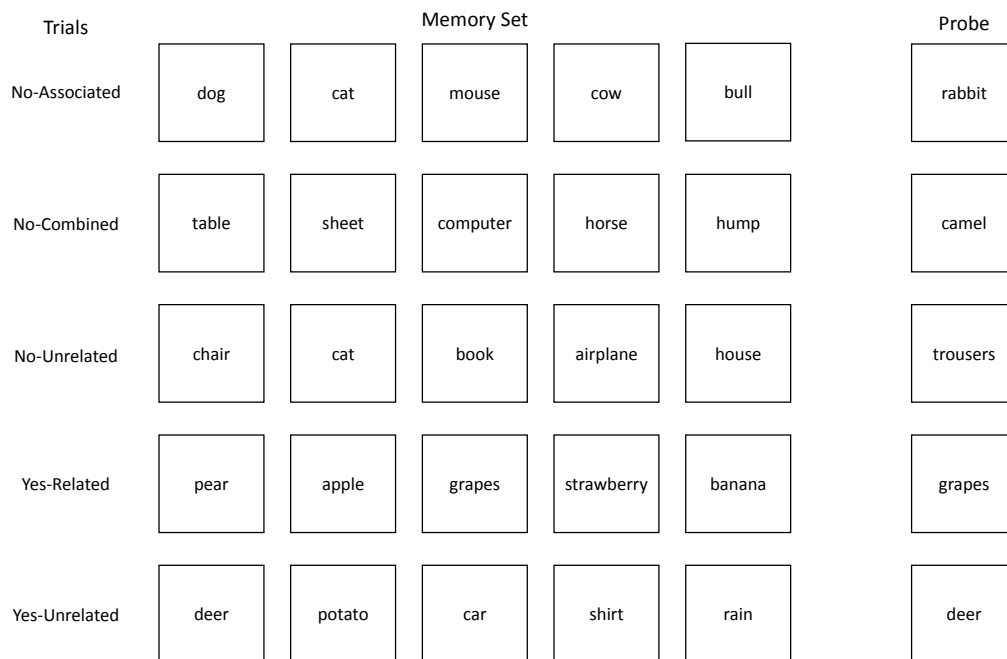 Trials Memory Set Probe
No-Associated dog cat mouse cow bull rabbit
No-Combined table sheet computer horse hump camel
No-Unrelated chair cat book airplane house trousers
Yes-Related pear apple grapes strawberry banana grapes
Yes-Unrelated deer potato car shirt rain deer